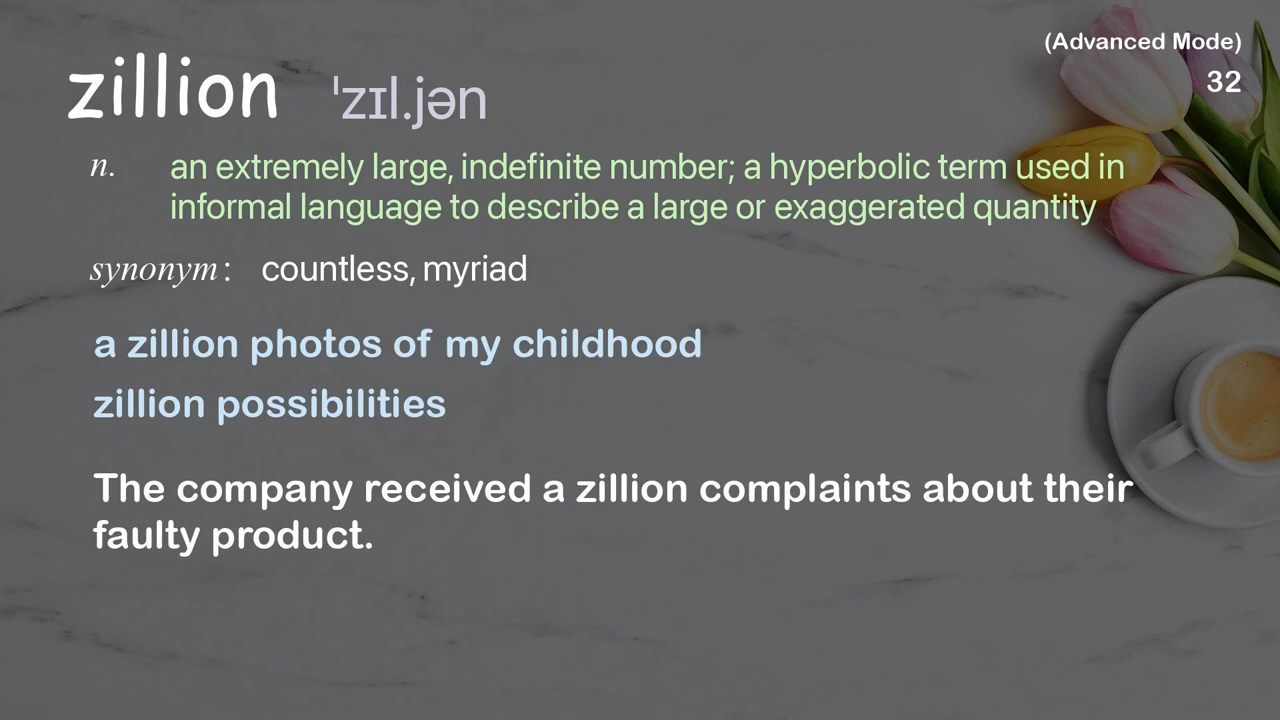 (Advanced Mode)
32
zillion ˈzɪl.jən
n. an extremely large, indefinite number; a hyperbolic term used in
informal language to describe a large or exaggerated quantity
synonym: countless, myriad
a zillion photos of my childhood
zillion possibilities
The company received a zillion complaints about their
faulty product.